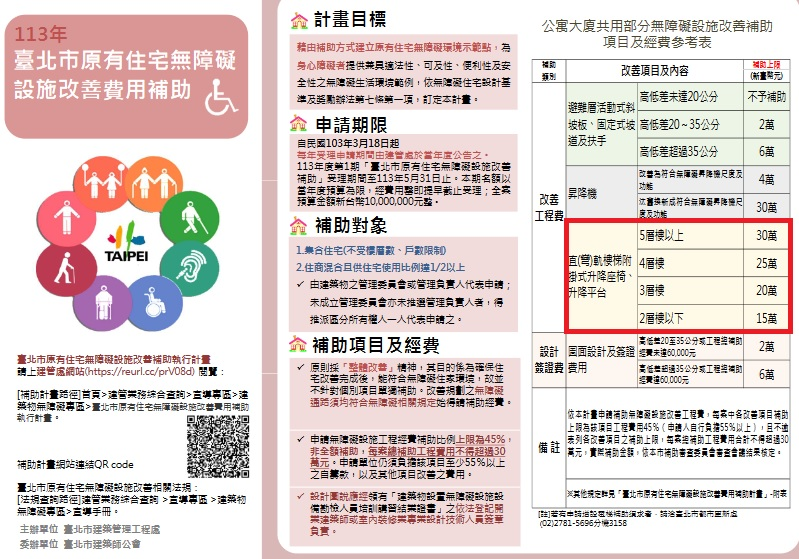 113年
臺北市原有住宅無障礙
設施改善費用補助
TAIPEI
臺北市原有住宅無障礙設施改善補助執行計畫
請上建管處網站(https://reurl.cc/prV08d) 閱覽：
[補助計畫路徑]首頁>建管業務綜合查詢>宣導專區>建
築物無障礙專區>臺北市原有住宅無障礙設施改善費用補助
執行計畫。
補助計畫網站連結QR code
臺北市原有住宅無障礙設施改善相關法規：
[法規查詢路徑]建管業務綜合查詢 >宣導專區 >建築物
無障礙專區>宣導手冊。
主辦單位 臺北市建築管理工程處
委辦單位 臺北市建築師公會
計畫目標
藉由補助方式建立原有住宅無障礙環境示範點，為
身心障礙者提供兼具適法性、可及性、便利性及安
全性之無障礙生活環境範例，依無障礙住宅設計基
準及獎勵辦法第七條第一項，訂定本計畫。
申請期限
自民國103年3月18日起
每年受理申請期間由建管處於當年度公告之。
113年度第1期「臺北市原有住宅無障礙設施改善
補助」受理期間至113年5月31日止。本期名額以
當年度預算為限，經費用罄即提早截止受理；全案
預算金額新台幣10,000,000元整。
補助對象
1.集合住宅(不受樓層數、戶數限制)
2.住商混合且供住宅使用比例達1/2以上
✓ 由建築物之管理委員會或管理負責人代表申請；
未成立管理委員會亦未推選管理負責人者，得
推派區分所有權人一人代表申請之。
補助項目及經費
✓ 原則採「整體改善」精神，其目的係為確保住
宅改善完成後，能符合無障礙住家環境，故並
不針對個別項目單獨補助。改善規劃之無障礙
通路須均符合無障礙相關規定始得請領補助經費。
✓ 申請無障礙設施工程經費補助比例上限為45%，
非全額補助，每案總補助工程費用不得超過30
萬元。申請單位仍須負擔該項目至少55%以上
之自籌款，以及其他項目改善之費用。
✓ 設計圖說應經領有「建築物設置無障礙設施設
備勘檢人員培訓講習結業證書」之依法登記開
業建築師或室內裝修業專業設計技術人員簽章
負責。
公寓大廈共用部分無障礙設施改善補助
項目及經費參考表
補助
類別
改善項目及內容
補助上限
(新臺幣元)
改善
工程費
避難層活動式斜
坡板、固定式坡
道及扶手
高低差未達20公分 不予補助
高低差20～35公分 2萬
高低差超過35公分 6萬
昇降機
改善為符合無障礙昇降機尺度及
功能
4萬
汰舊換新成符合無障礙昇降機尺
度及功能
30萬
直(彎)軌樓梯附
掛式升降座椅、
升降平台
5層樓以上 30萬
4層樓 25萬
3層樓 20萬
2層樓以下 15萬
設計
簽證費
圖面設計及簽證
費用
高低差20至35公分或工程提補助
經費未達60,000元
2萬
高低差超過35公分或工程提補助
經費達60,000元
6萬
備 註
依本計畫申請補助無障礙設施改善工程費，每案中各改善項目補助
上限為該項目工程費用45%（申請人自行負擔55%以上），且不逾
表列各改善項目之補助上限，每案總補助工程費用合計不得超過30
萬元，實際補助金額，依本市補助審查委員會審查會議結果核定。
※其他規定詳見「臺北市原有住宅無障礙設施改善費用補助計畫」-附表
(02)2781-5696分機3158